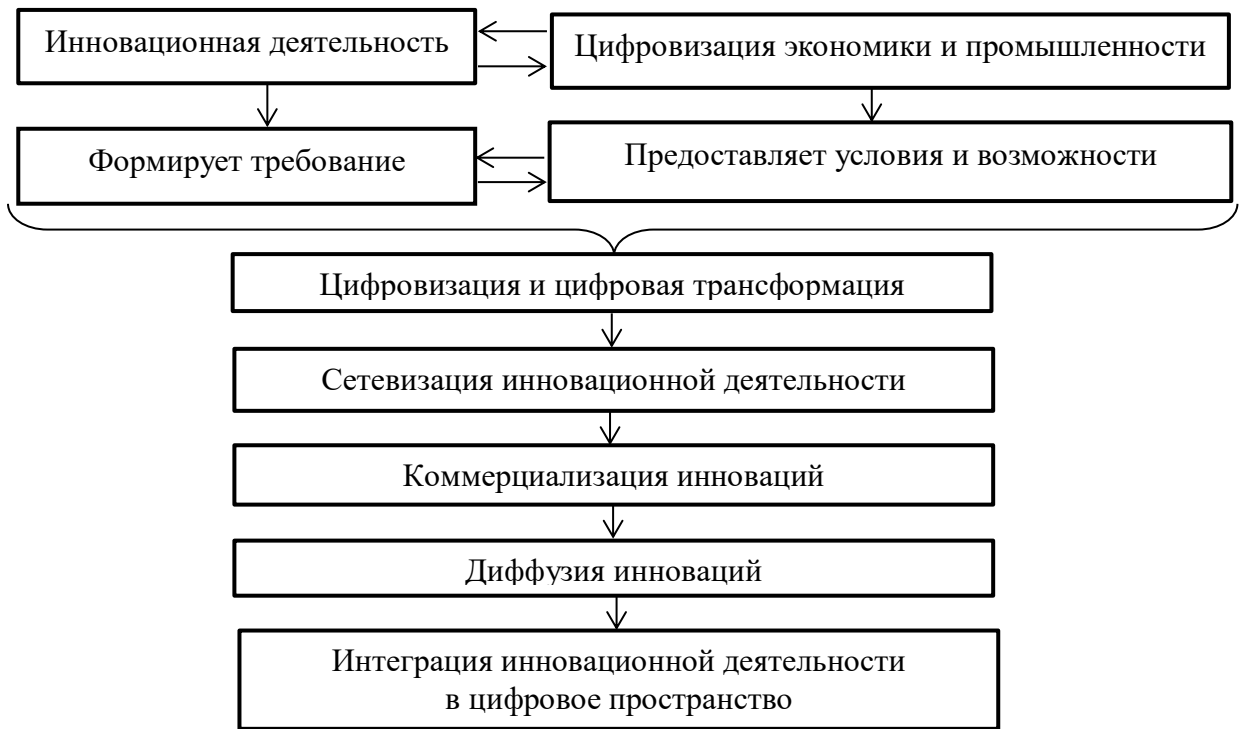 Инновационная деятельность
Цифровизация экономики и промышленности
Формирует требование
Предоставляет условия и возможности
Цифровизация и цифровая трансформация
Сетевизация инновационной деятельности
Коммерциализация инноваций
Диффузия инноваций
Интеграция инновационной деятельности
в цифровое пространство